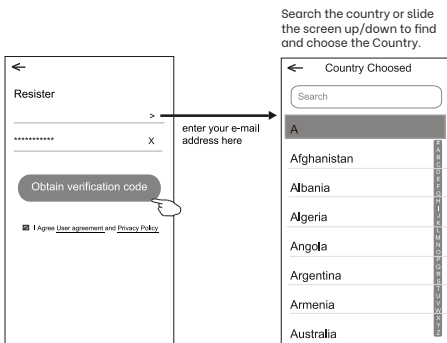 Search the country or slide
the screen up/down to find
and choose the Country.
Resister
>
***********
X
Obtain verification code
I Agree User agreement and Privacy Policy
enter your e-mail
address here
Country Choosed
Search
A
Afghanistan
Albania
Algeria
Angola
Argentina
Armenia
Australia
#
A
B
C
D
E
F
G
H
I
J
K
L
M
N
O
P
Q
R
S
T
U
V
W
X
Y
Z